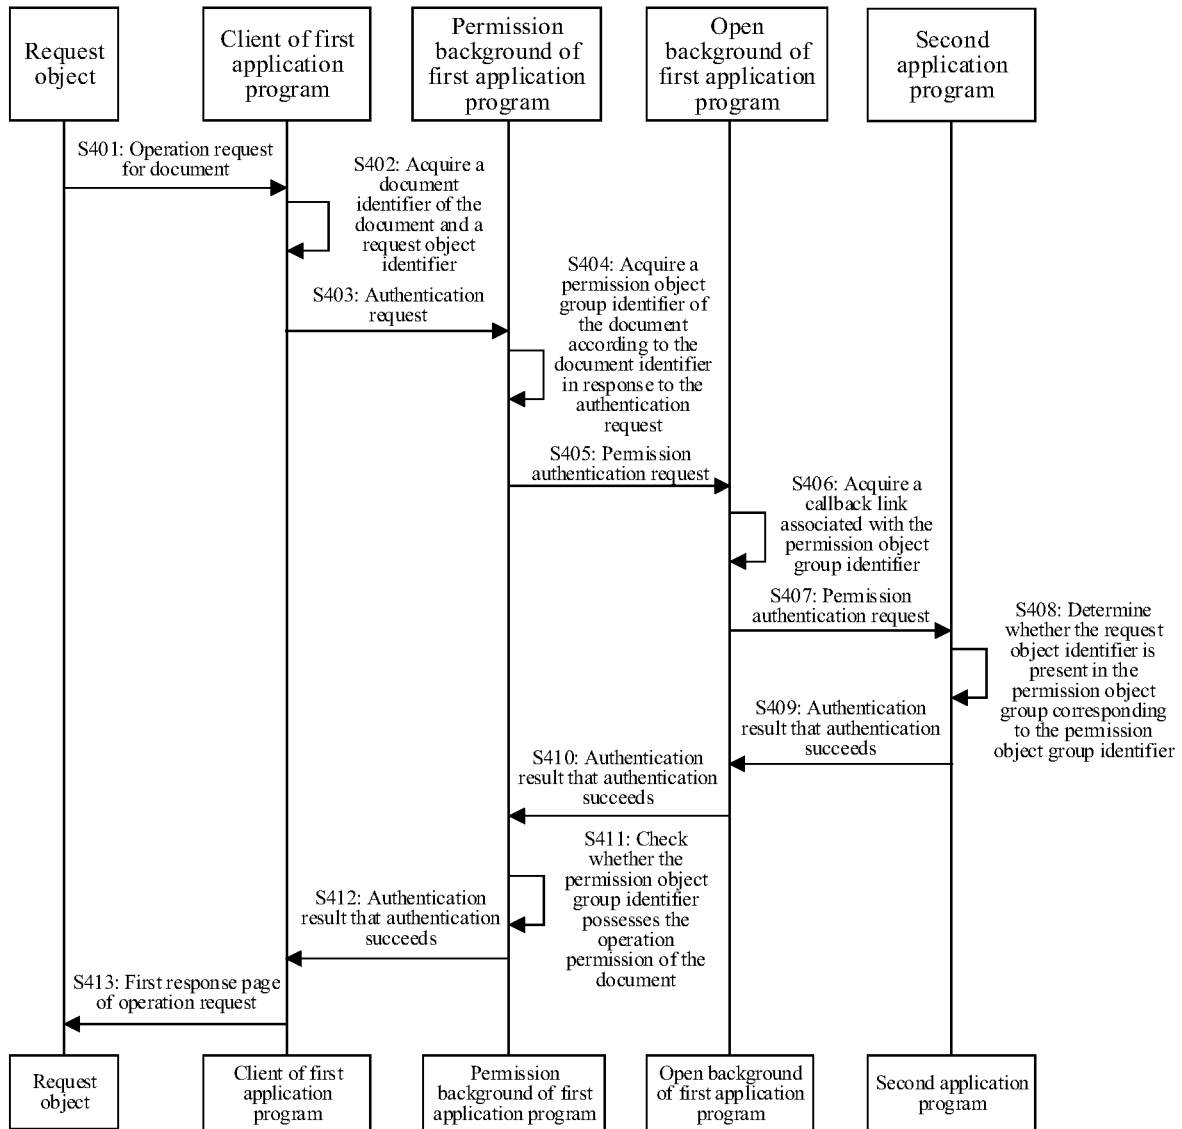 Request
object
Client of first
application
program
Permission
background of
first application
program
Open
background of
first application
program
Second
application
program
S401: Operation request
for document
S402: Acquire a
document
identifier of the
document and a
request object
identifier
S403: Authentication
request
S404: Acquire a
permission object
group identifier of
the document
according to the
document identifier
in response to the
authentication
request
S405: Permission
authentication request
S406: Acquire a
callback link
associated with the
permission object
group identifier
S407: Permission
authentication request
S408: Determine
whether the request
object identifier is
present in the
permission object
group corresponding
to the permission
object group identifier
S409: Authentication
result that authentication
succeeds
S410: Authentication
result that authentication
succeeds
S411: Check
whether the
permission object
group identifier
possesses the
operation
permission of the
document
S412: Authentication
result that authentication
succeeds
S413: First response page
of operation request
Request
object
Client of first
application
program
Permission
background of first
application program
Open background
of first application
program
Second application
program